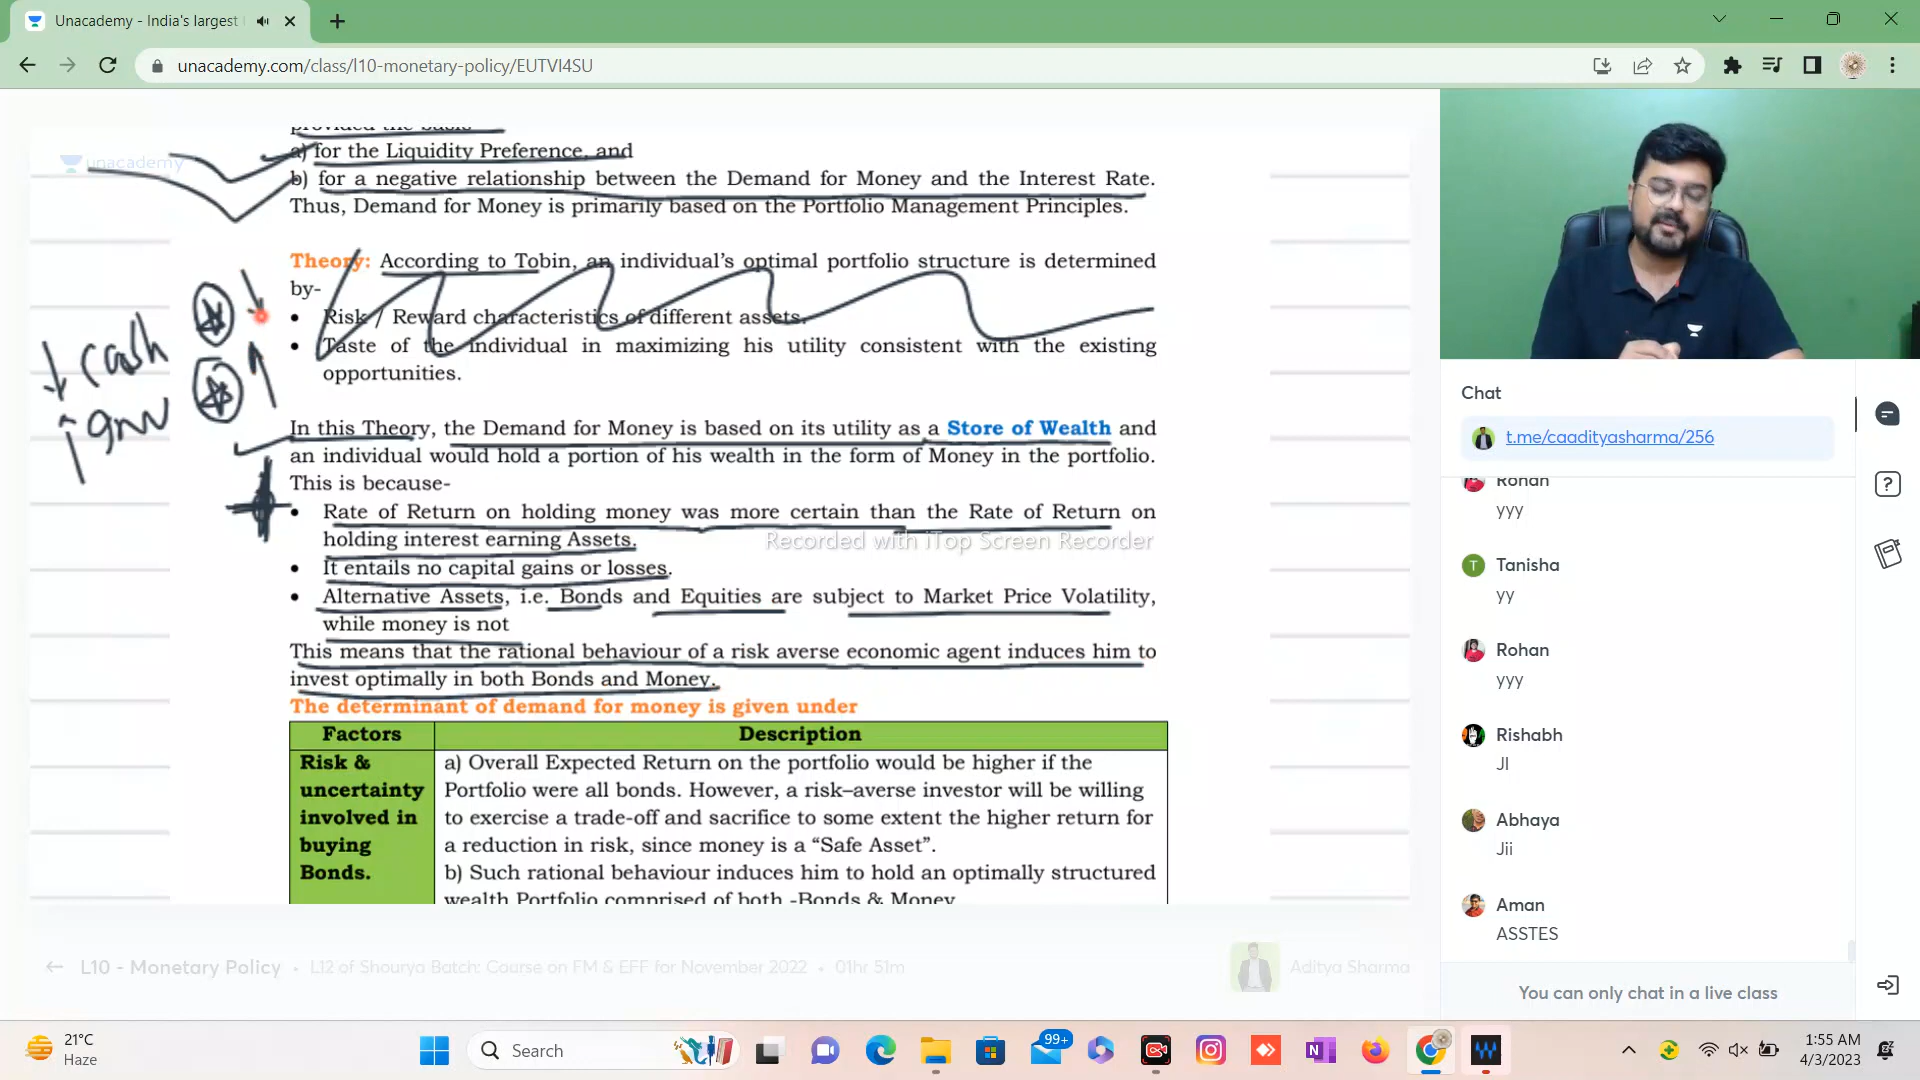 Unacademy - India's largest
unacademy.com/class/l10-monetary-policy/EUTVI4SU
unacademy
provided the basis
a) for the Liquidity Preference, and
b) for a negative relationship between the Demand for Money and the Interest Rate.
Thus, Demand for Money is primarily based on the Portfolio Management Principles.
Theory: According to Tobin, an individual's optimal portfolio structure is determined
by-
• Risk / Reward characteristics of different assets.
• Taste of the individual in maximizing his utility consistent with the existing
opportunities.
cash
In this Theory, the Demand for Money is based on its utility as a Store of Wealth and
an individual would hold a portion of his wealth in the form of Money in the portfolio.
This is because-
• Rate of Return on holding money was more certain than the Rate of Return on
holding interest earning Assets.
Recorded with iTop Screen Recorder
• It entails no capital gains or losses.
• Alternative Assets, i.e. Bonds and Equities are subject to Market Price Volatility,
while money is not
This means that the rational behaviour of a risk averse economic agent induces him to
invest optimally in both Bonds and Money.
The determinant of demand for money is given under
Factors Description
Risk &
uncertainty
involved in
buying
Bonds.
a) Overall Expected Return on the portfolio would be higher if the
Portfolio were all bonds. However, a risk–averse investor will be willing
to exercise a trade-off and sacrifice to some extent the higher return for
a reduction in risk, since money is a “Safe Asset”.
b) Such rational behaviour induces him to hold an optimally structured
wealth Portfolio comprised of both -Bonds & Money
L10 - Monetary Policy • L12 of Shourya Batch: Course on FM & EFF for November 2022 • 01hr 51m
Aditya Sharma
Chat
t.me/caadityasharma/256
Rohan
yyy
T Tanisha
yy
Rohan
yyy
Rishabh
JI
Abhaya
Jii
Aman
ASSTES
You can only chat in a live class
21°C
Haze
Search
99+
1:55 AM
4/3/2023